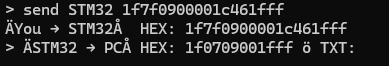 > send STM32 1f7f0900001c461fff
ÄYou → STM32Å  HEX: 1f7f0900001c461fff
> ÄSTM32 → PCÅ HEX: 1f0709001fff ö TXT: